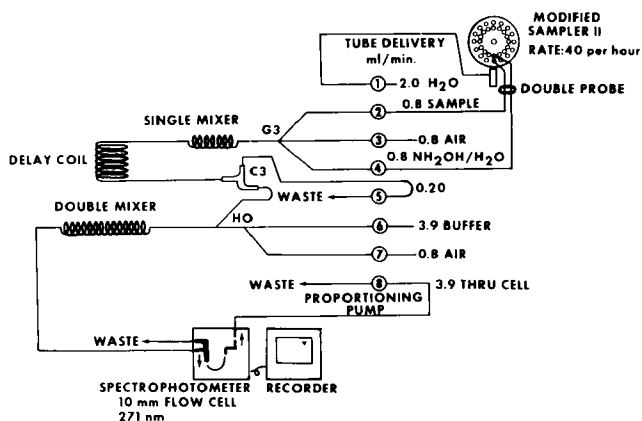 MODIFIED
SAMPLER II
RATE: 40 per hour
TUBE DELIVERY
ml/min.
DOUBLE PROBE
1 2.0 H₂O
2 0.8 SAMPLE
SINGLE MIXER
G3
3 0.8 AIR
4 0.8 NH₂OH/H₂O
DELAY COIL
C3
WASTE 5 0.20
DOUBLE MIXER
HO
6 3.9 BUFFER
7 0.8 AIR
WASTE 8 3.9 THRU CELL
PROPORTIONING
PUMP
WASTE
SPECTROPHOTOMETER
10 mm FLOW CELL
271 nm
RECORDER